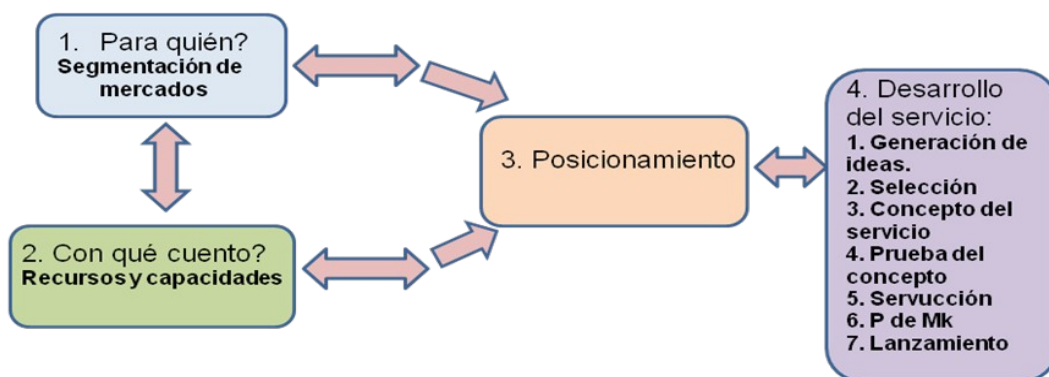 1. Para quién?
Segmentación de
mercados
2. Con qué cuento?
Recursos y capacidades
3. Posicionamiento
4. Desarrollo
del servicio:
1. Generación de
ideas.
2. Selección
3. Concepto del
servicio
4. Prueba del
concepto
5. Servucción
6. P de Mk
7. Lanzamiento